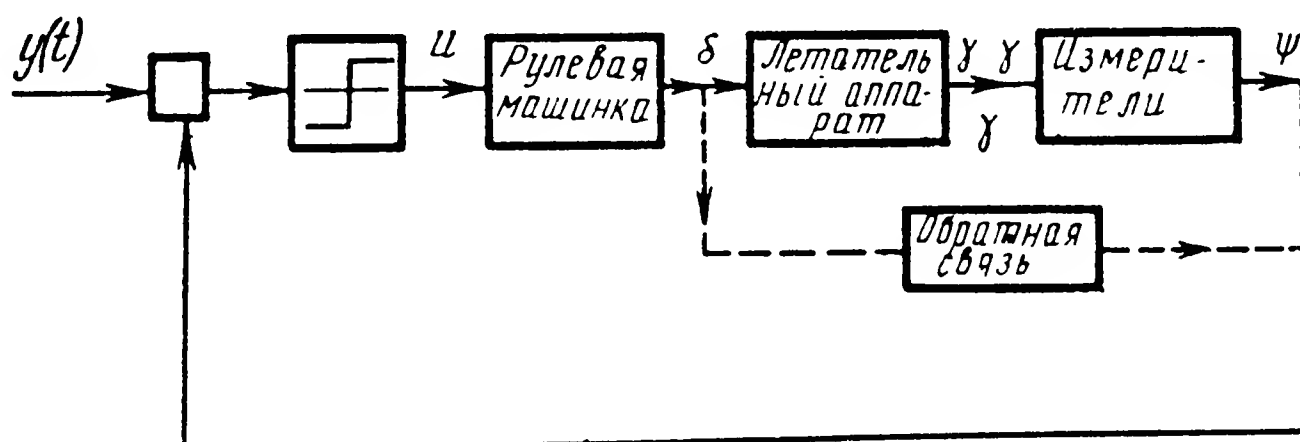 y(t)
u
Рулевая
машинка
δ
Летатель
ный аппа-
рат
γ γ
γ
Измери-
тели
ψ
Обратная
связь